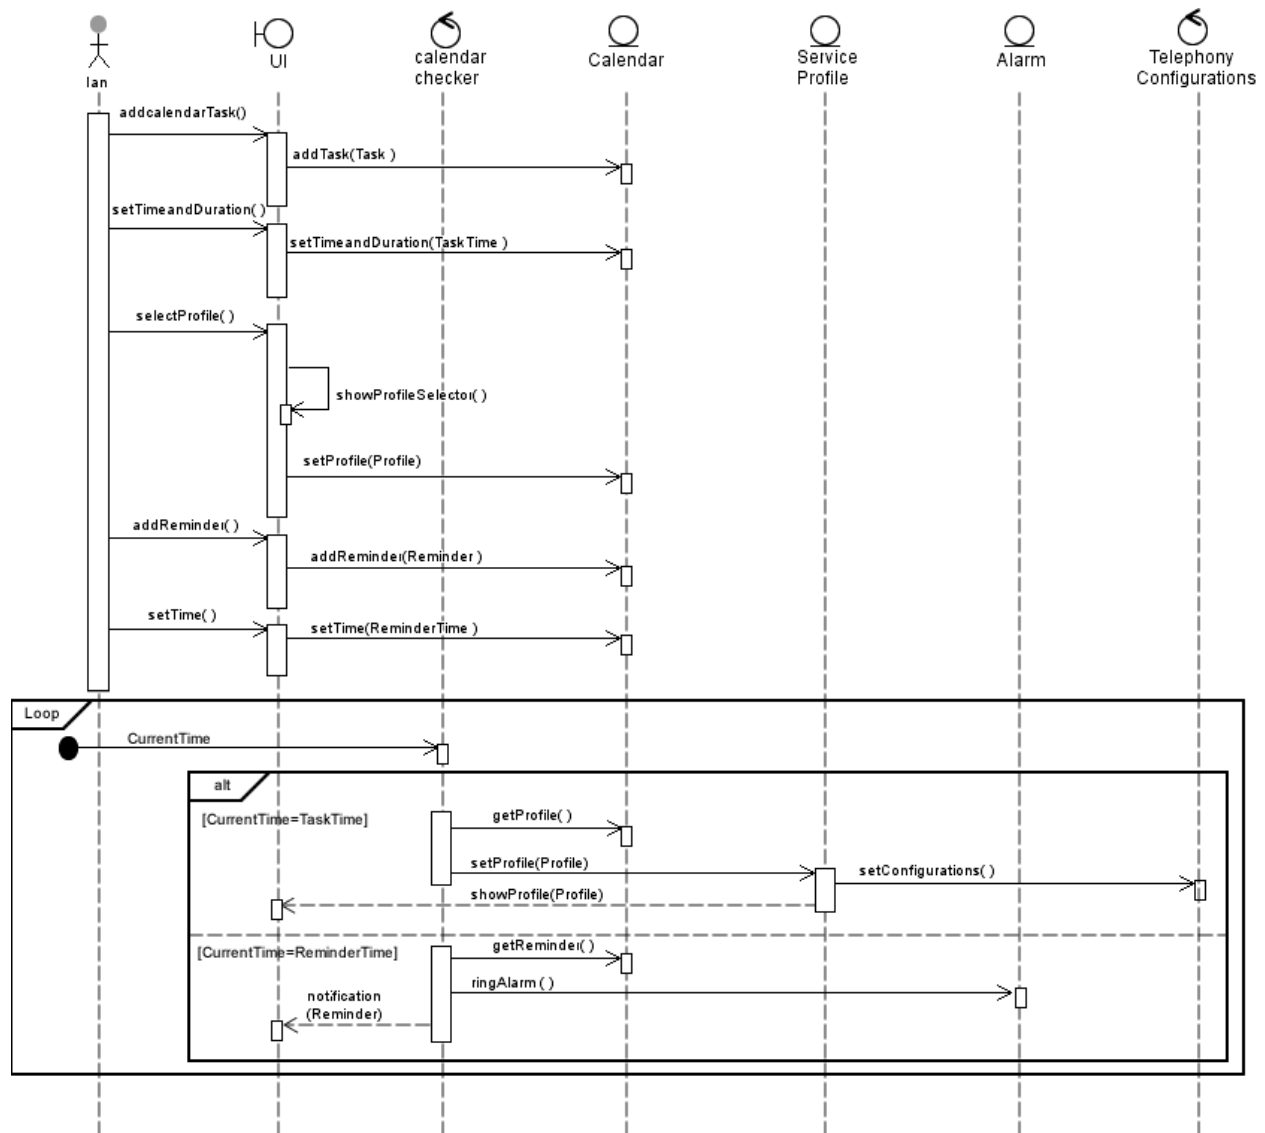 Ian
UI
calendar
checker
Calendar
Service
Profile
Alarm
Telephony
Configurations
addcalendarTask()
addTask(Task )
setTimeandDuration( )
setTimeandDuration(TaskTime )
selectProfile( )
showProfileSelector( )
setProfile(Profile)
addReminder( )
addReminder(Reminder )
setTime( )
setTime(ReminderTime )
Loop
CurrentTime
alt
[CurrentTime=TaskTime]
getProfile( )
setProfile(Profile)
setConfigurations( )
showProfile(Profile)
[CurrentTime=ReminderTime]
getReminder( )
ringAlarm ( )
notification
(Reminder)